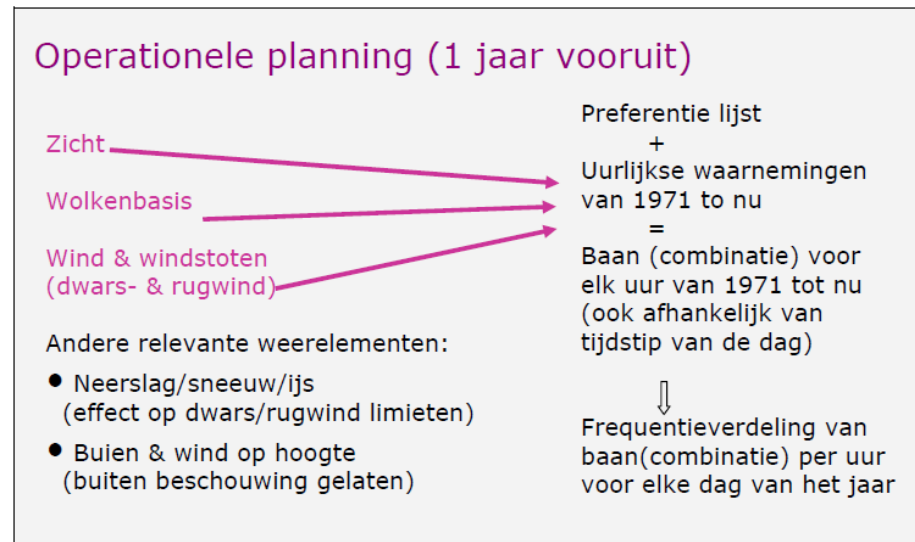 Operationele planning (1 jaar vooruit)
Zicht
Wolkenbasis
Wind & windstoten
(dwars- & rugwind)
Andere relevante weerelementen:
● Neerslag/sneeuw/ijs
(effect op dwars/rugwind limieten)
● Buien & wind op hoogte
(buiten beschouwing gelaten)
Preferentie lijst
+
Uurlijkse waarnemingen
van 1971 to nu
=
Baan (combinatie) voor
elk uur van 1971 tot nu
(ook afhankelijk van
tijdstip van de dag)
Frequentieverdeling van
baan(combinatie) per uur
voor elke dag van het jaar